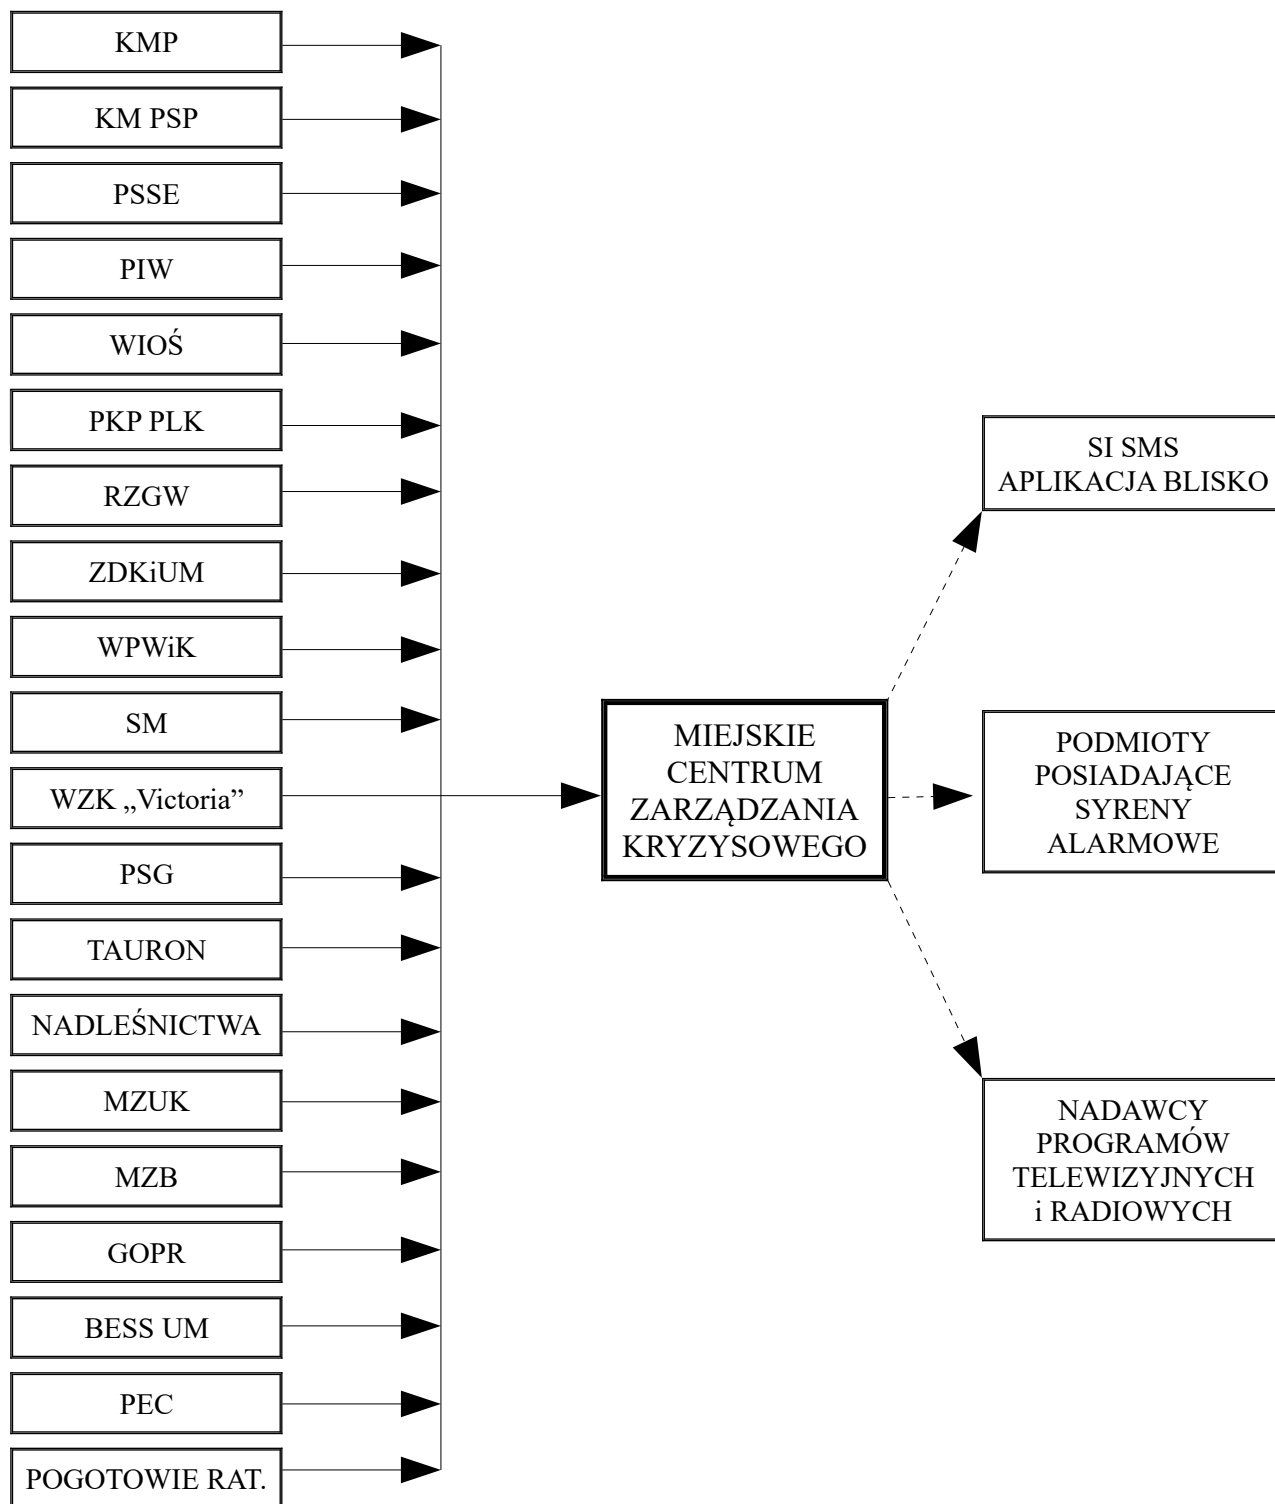 KMP
KM PSP
PSSE
PIW
WIOŚ
PKP PLK
RZGW
ZDKiUM
WPWiK
SM
WZK „Victoria”
PSG
TAURON
NADLEŚNICTWA
MZUK
MZB
GOPR
BESS UM
PEC
POGOTOWIE RAT.
MIEJSKIE
CENTRUM
ZARZĄDZANIA
KRYZYSOWEGO
SI SMS
APLIKACJA BLISKO
PODMIOTY
POSIADAJĄCE
SYRENY
ALARMOWE
NADAWCY
PROGRAMÓW
TELEWIZYJNYCH
i RADIOWYCH